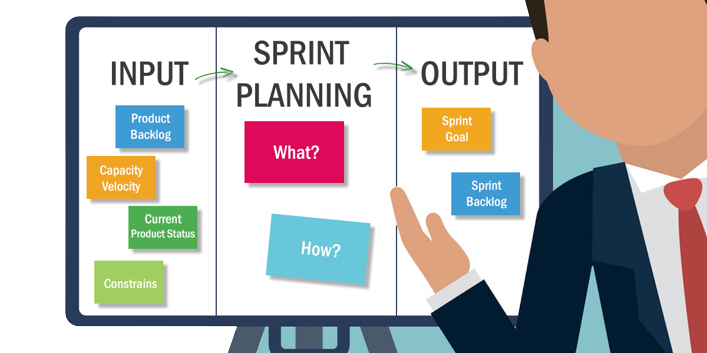 INPUT
Product
Backlog
Capacity
Velocity
Current
Product Status
Constrains
SPRINT
PLANNING
What?
How?
OUTPUT
Sprint
Goal
Sprint
Backlog